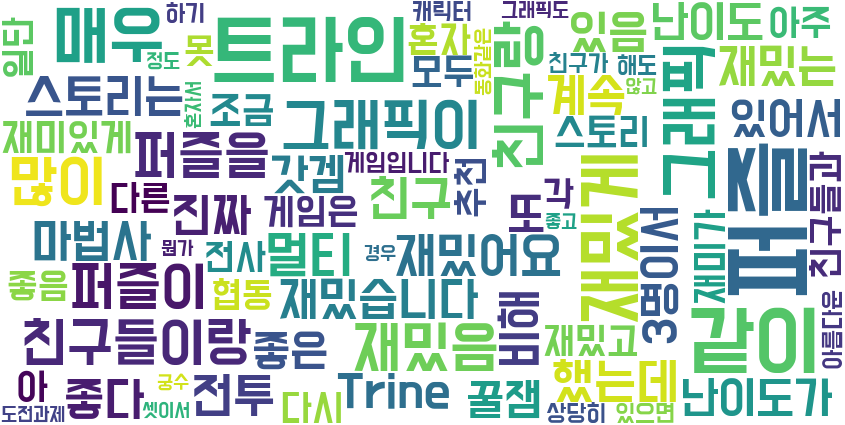 일단
매우
하기
정도
못
트라인
캐릭터
혼자
모두
동화같은
그래픽도
있음
친구가
해도
않고
난이도
아주
재밌는
스토리는
혼자서
조금
그래픽이
친구랑
계속
스토리
그래픽
있어서
재미있게
퍼즐을
갓겜
게임입니다
추천
많이
다른
진짜
게임은
친구
또
각
좋고
재밌게
퍼즐
마법사
뭔가
전사
멀티
경우
재밌어요
3명이서
재미가
친구들과
좋음
퍼즐이
협동
재밌습니다
비해
아름다운
친구들이랑
좋은
재밌음
재밌고
같이
아
좋다
궁수
전투
다시
Trine
꿀잼
했는데
난이도가
도전과제
셋이서
상당히
있으면